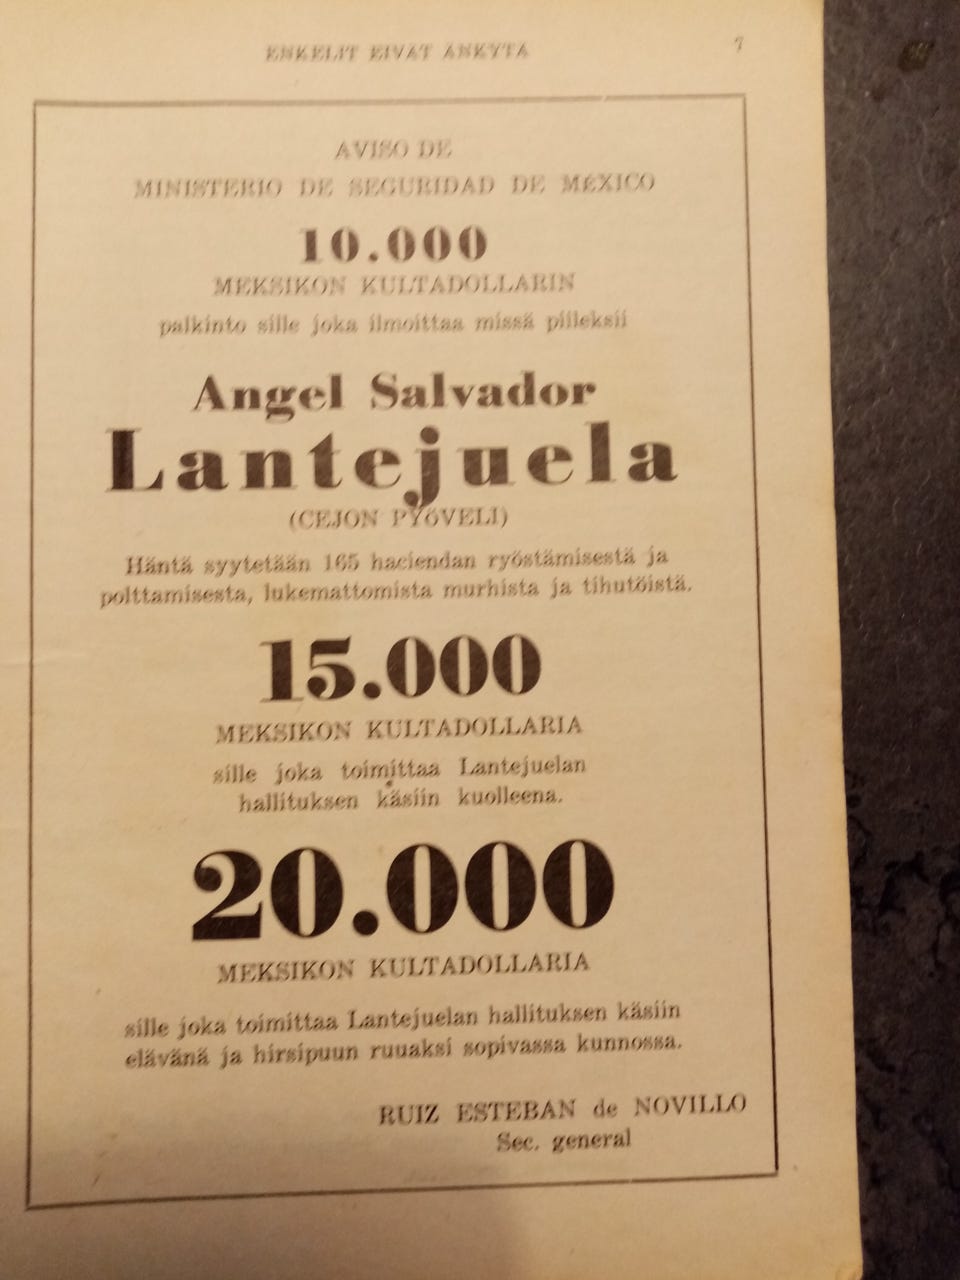 ENKELIT EIVÄT ÄNKYTÄ 7
AVISO DE
MINISTERIO DE SEGURIDAD DE MéXICO
10.000
MEKSIKON KULTADOLLARIN
palkinto sille joka ilmoittaa missä piileksii
Angel Salvador
Lantejuela
(CEJON PYöVELI)
Häntä syytetään 165 haciendan ryöstämisestä ja
polttamisesta, lukemattomista murhista ja tihutöistä.
15.000
MEKSIKON KULTADOLLARIA
sille joka toimittaa Lantejuelan
hallituksen käsiin kuolleena.
20.000
MEKSIKON KULTADOLLARIA
sille joka toimittaa Lantejuelan hallituksen käsiin
elävänä ja hirsipuun ruuaksi sopivassa kunnossa.
RUIZ ESTEBAN de NOVILLO
Sec. general